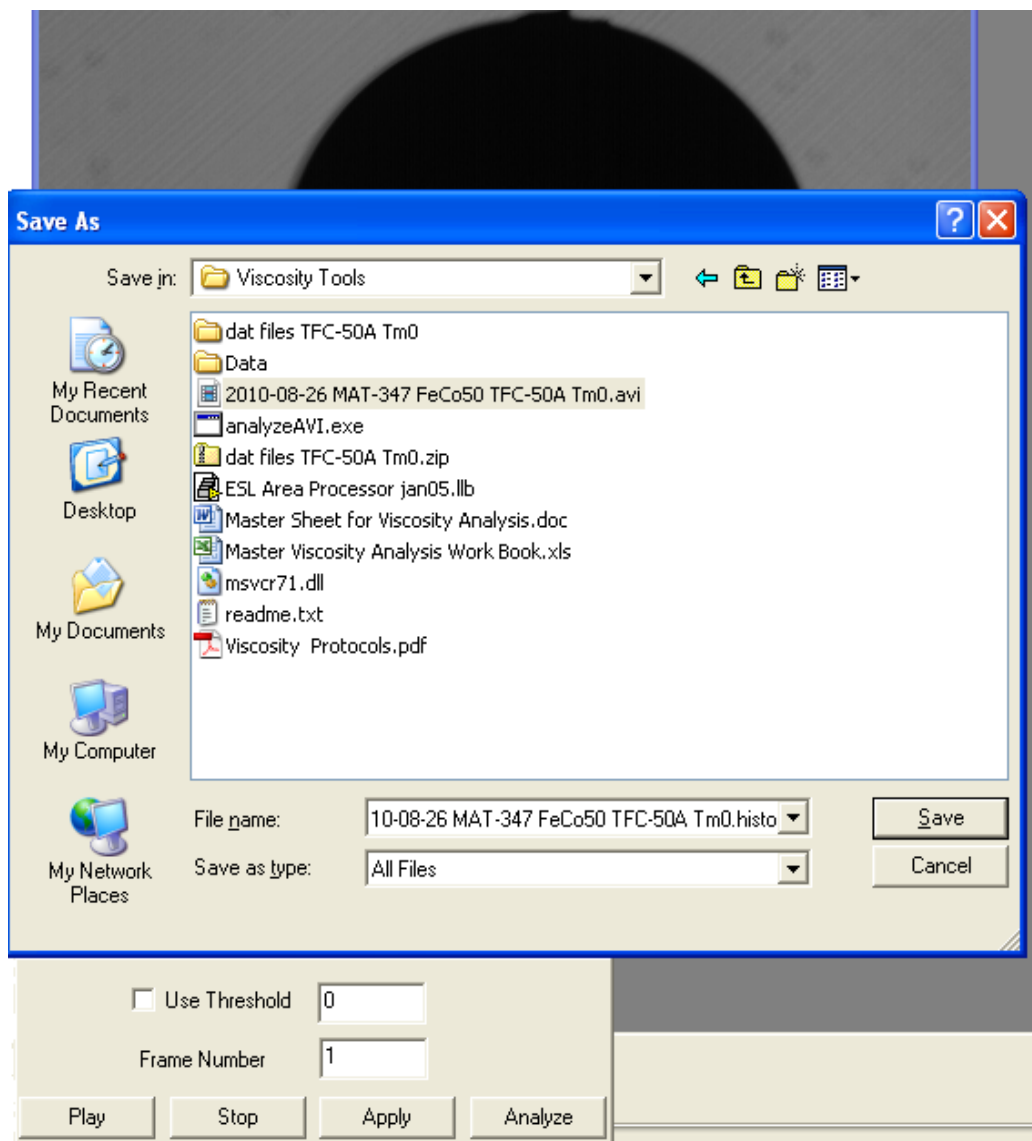 Save As
Save in:
Viscosity Tools
My Recent
Documents
Desktop
My Documents
My Computer
My Network
Places
dat files TFC-50A Tm0
Data
2010-08-26 MAT-347 FeCo50 TFC-50A Tm0.avi
analyzeAVI.exe
dat files TFC-50A Tm0.zip
ESL Area Processor jan05.llb
Master Sheet for Viscosity Analysis.doc
Master Viscosity Analysis Work Book.xls
msvcr71.dll
readme.txt
Viscosity Protocols.pdf
File name:
10-08-26 MAT-347 FeCo50 TFC-50A Tm0.histo
Save
Save as type:
All Files
Cancel
Use Threshold
0
Frame Number
1
Play
Stop
Apply
Analyze